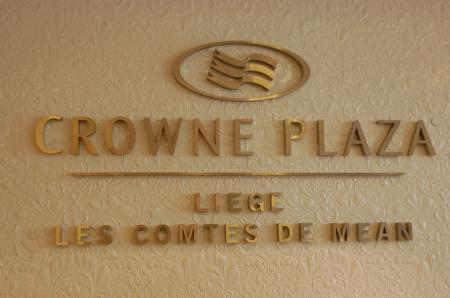 CROWNE PLAZA
LIEGE
LES COMTES DE MEAN